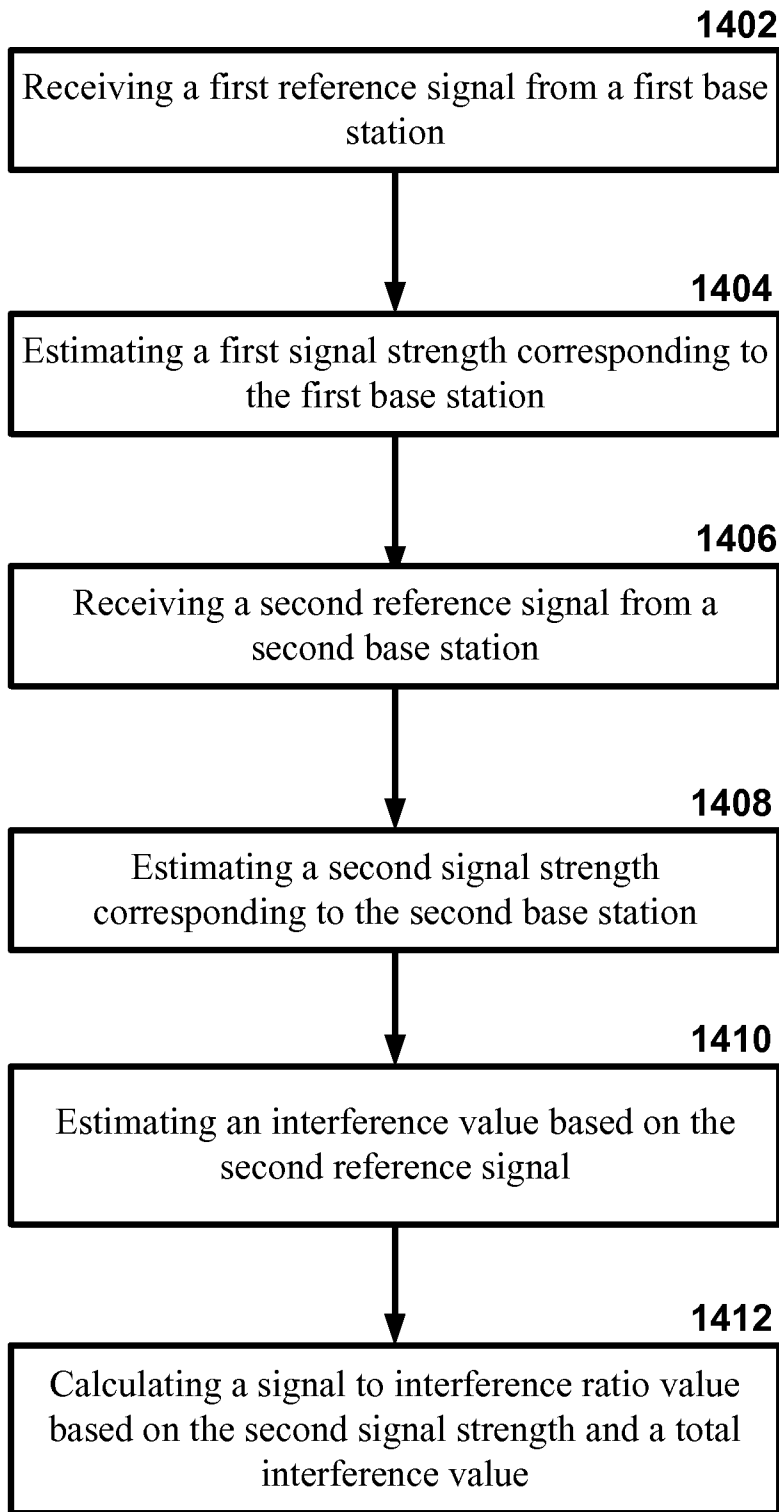 1402
Receiving a first reference signal from a first base
station
1404
Estimating a first signal strength corresponding to
the first base station
1406
Receiving a second reference signal from a
second base station
1408
Estimating a second signal strength
corresponding to the second base station
1410
Estimating an interference value based on the
second reference signal
1412
Calculating a signal to interference ratio value
based on the second signal strength and a total
interference value